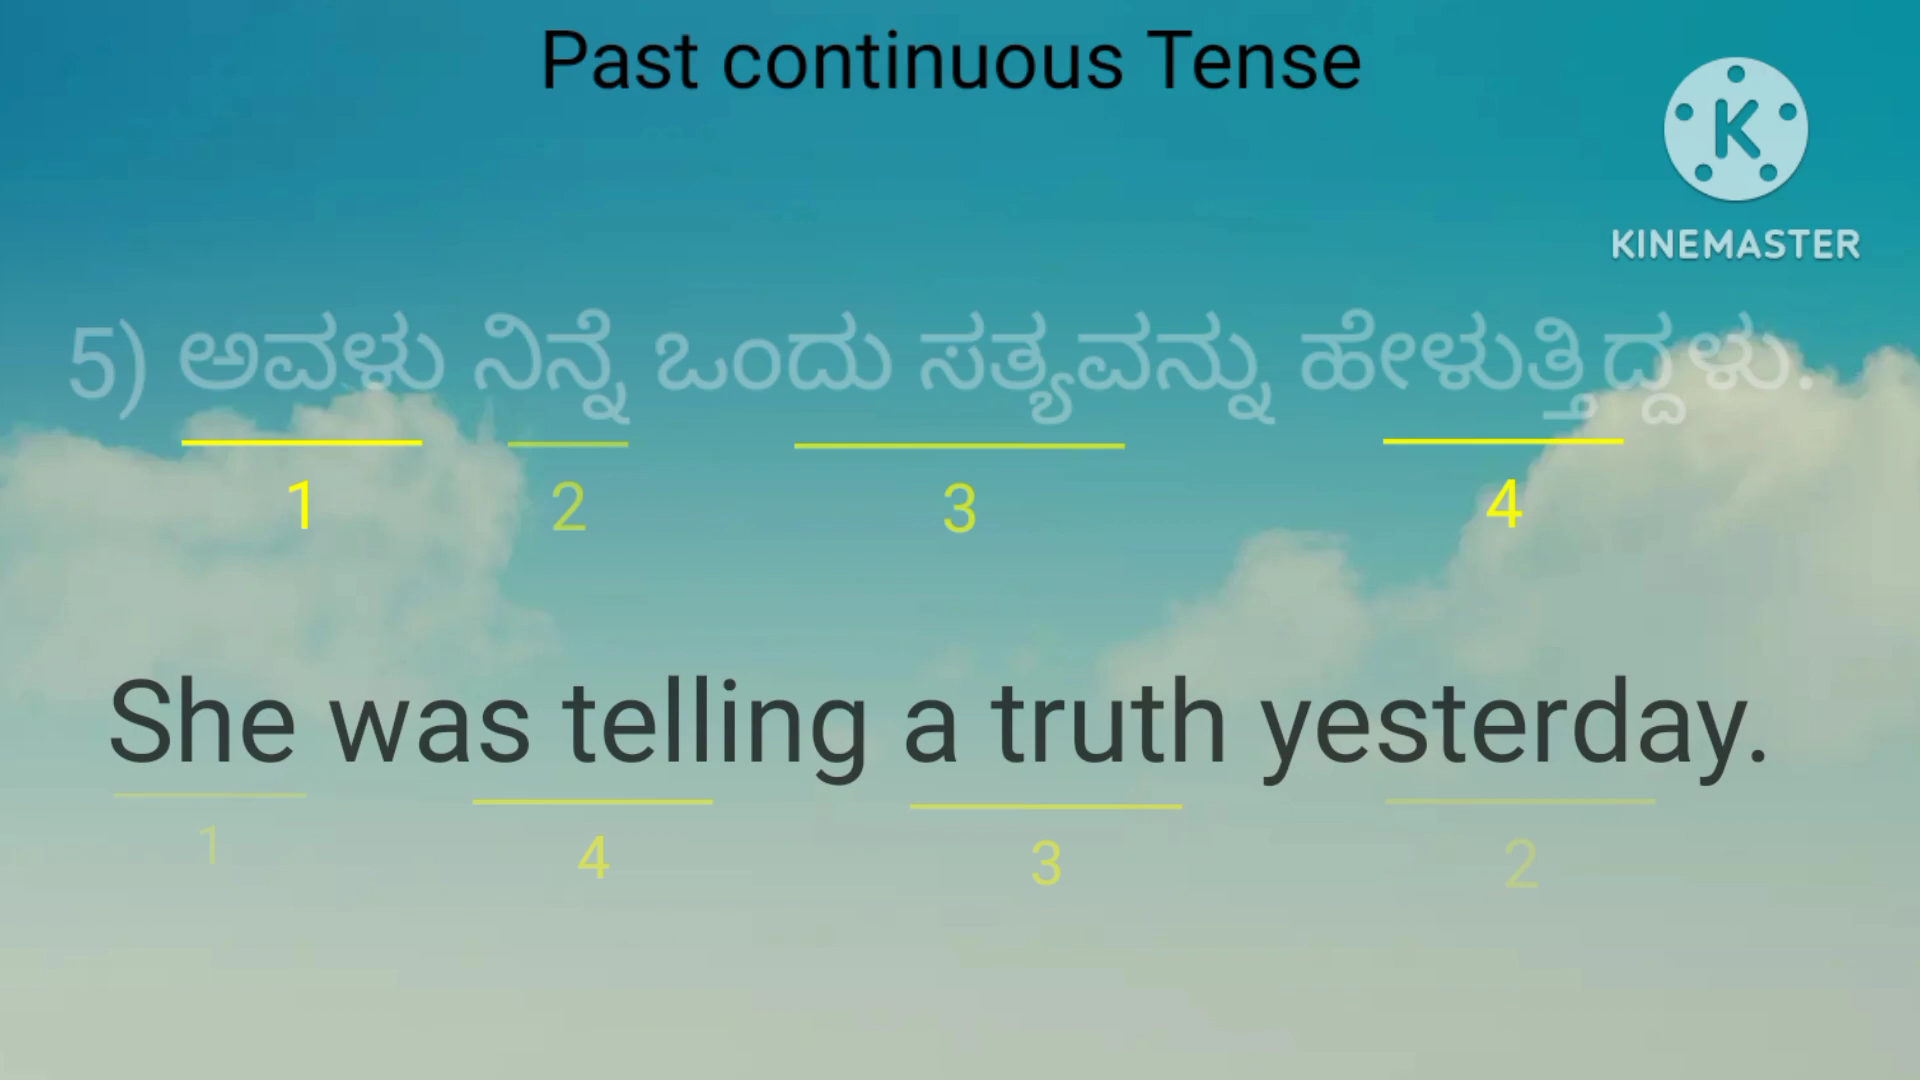 Past continuous Tense
K
KINEMASTER
5) ಅವಳು ನಿನ್ನೆ ಒಂದು ಸತ್ಯವನ್ನು ಹೇಳುತ್ತಿದ್ದಳು.
1 2 3 4
She was telling a truth yesterday.
1 4 3 2